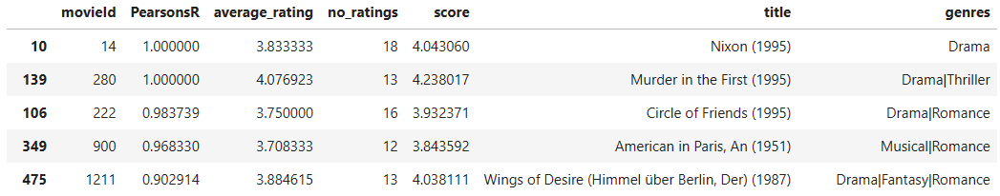 movieId PearsonsR average_rating no_ratings score title genres
10 14 1.000000 3.833333 18 4.043060 Nixon (1995) Drama
139 280 1.000000 4.076923 13 4.238017 Murder in the First (1995) Drama|Thriller
106 222 0.983739 3.750000 16 3.932371 Circle of Friends (1995) Drama|Romance
349 900 0.968330 3.708333 12 3.843592 American in Paris, An (1951) Musical|Romance
475 1211 0.902914 3.884615 13 4.038111 Wings of Desire (Himmel über Berlin, Der) (1987) Drama|Fantasy|Romance